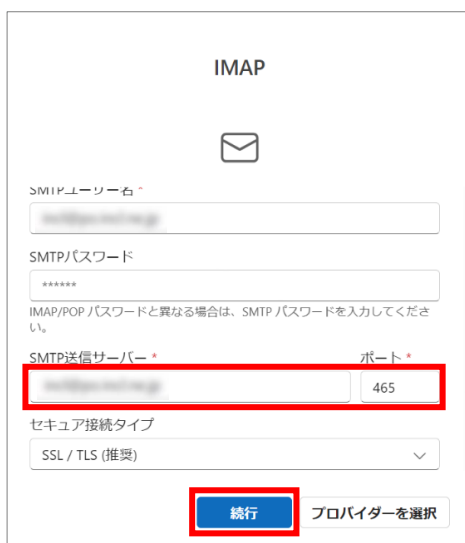 IMAP
SMTPユーザー名 *
SMTPパスワード
******
IMAP/POP パスワードと異なる場合は、SMTP パスワードを入力してくださ
い。
SMTP送信サーバー *
ポート *
465
セキュア接続タイプ
SSL / TLS (推奨)
続行
プロバイダーを選択